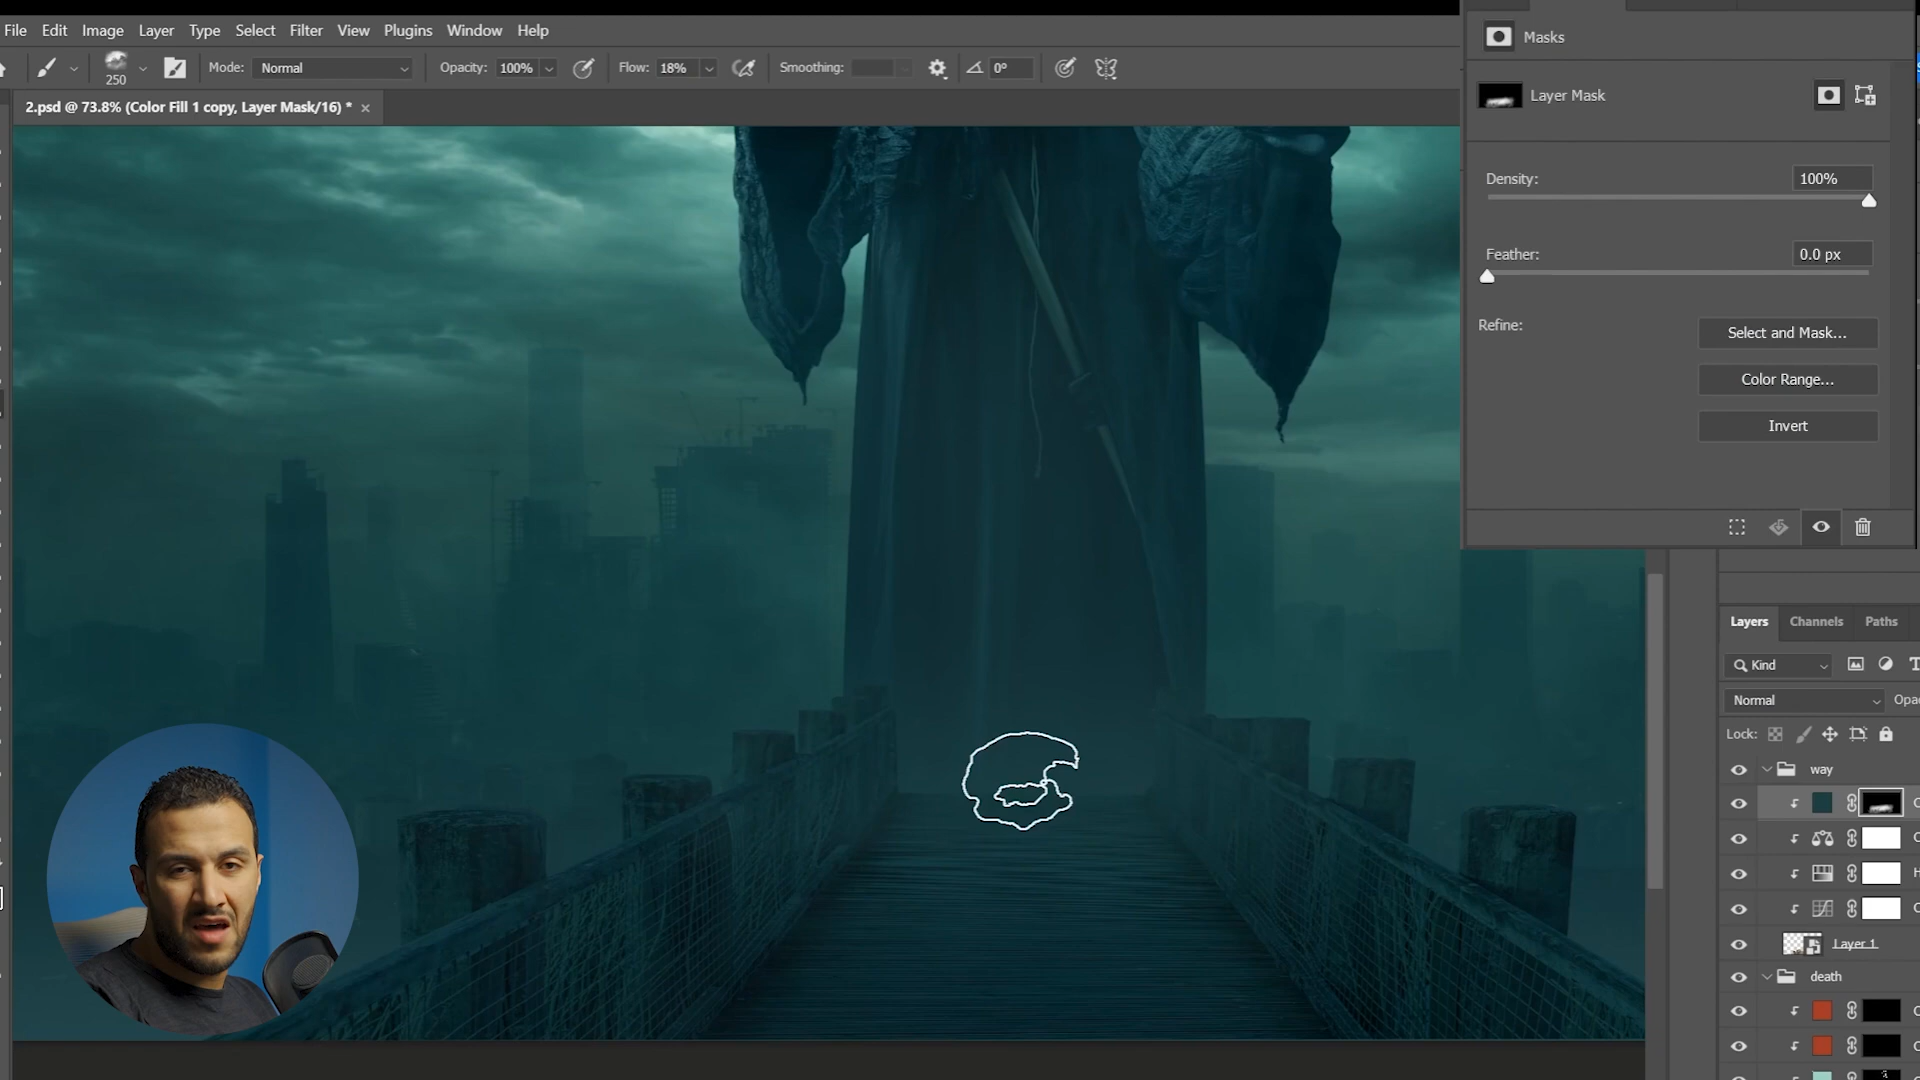 File Edit Image Layer Type Select Filter View Plugins Window Help
Masks
250 Mode: Normal Opacity: 100% Flow: 18% Smoothing: 0°
2.psd @ 73.8% (Color Fill 1 copy, Layer Mask/16) * ×
Layer Mask
Density: 100%
Feather: 0.0 px
Refine:
Select and Mask...
Color Range...
Invert
Layers Channels Paths
Kind
Normal
Lock:
way
Layer 1
death